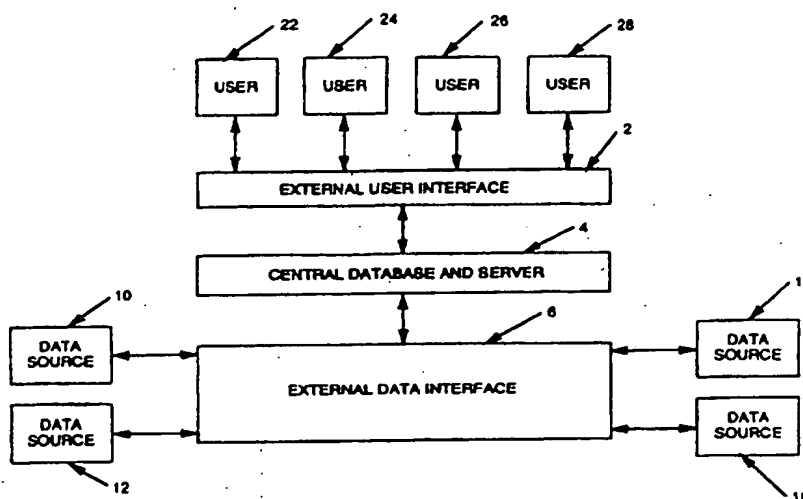 22
24
26
28
USER
USER
USER
USER
2
EXTERNAL USER INTERFACE
4
CENTRAL DATABASE AND SERVER
10
6
DATA
SOURCE
EXTERNAL DATA INTERFACE
DATA
SOURCE
DATA
SOURCE
DATA
SOURCE
12